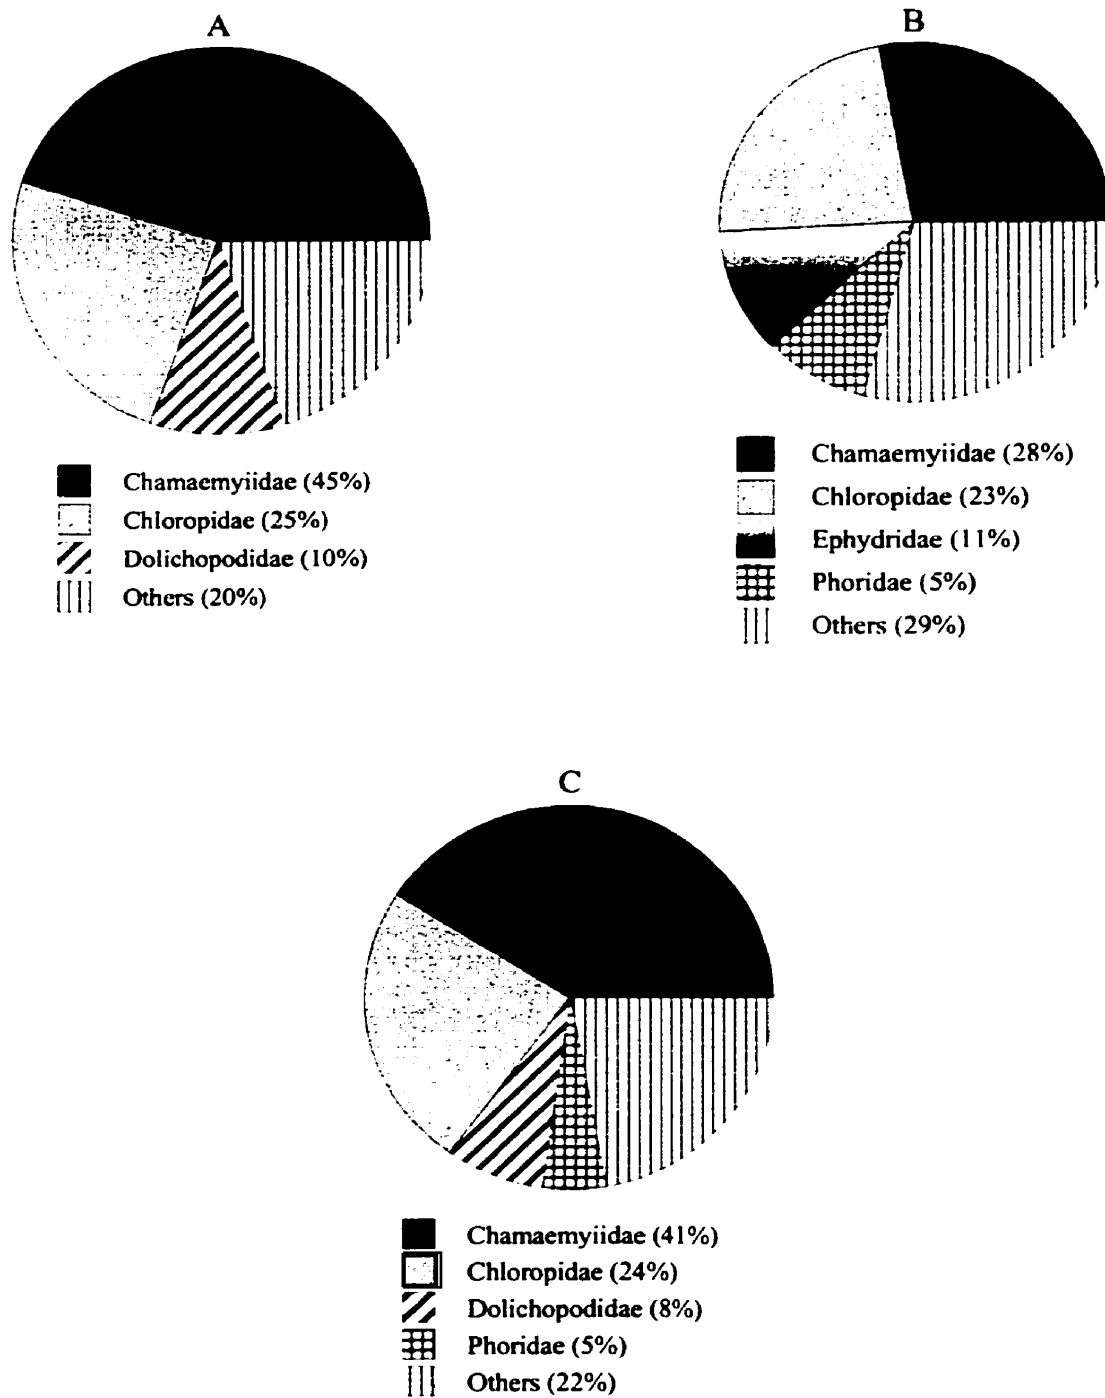 A
Chamaemyiidae (45%)
Chloropidae (25%)
Dolichopodidae (10%)
Others (20%)
B
Chamaemyiidae (28%)
Chloropidae (23%)
Ephydridae (11%)
Phoridae (5%)
Others (29%)
C
Chamaemyiidae (41%)
Chloropidae (24%)
Dolichopodidae (8%)
Phoridae (5%)
Others (22%)